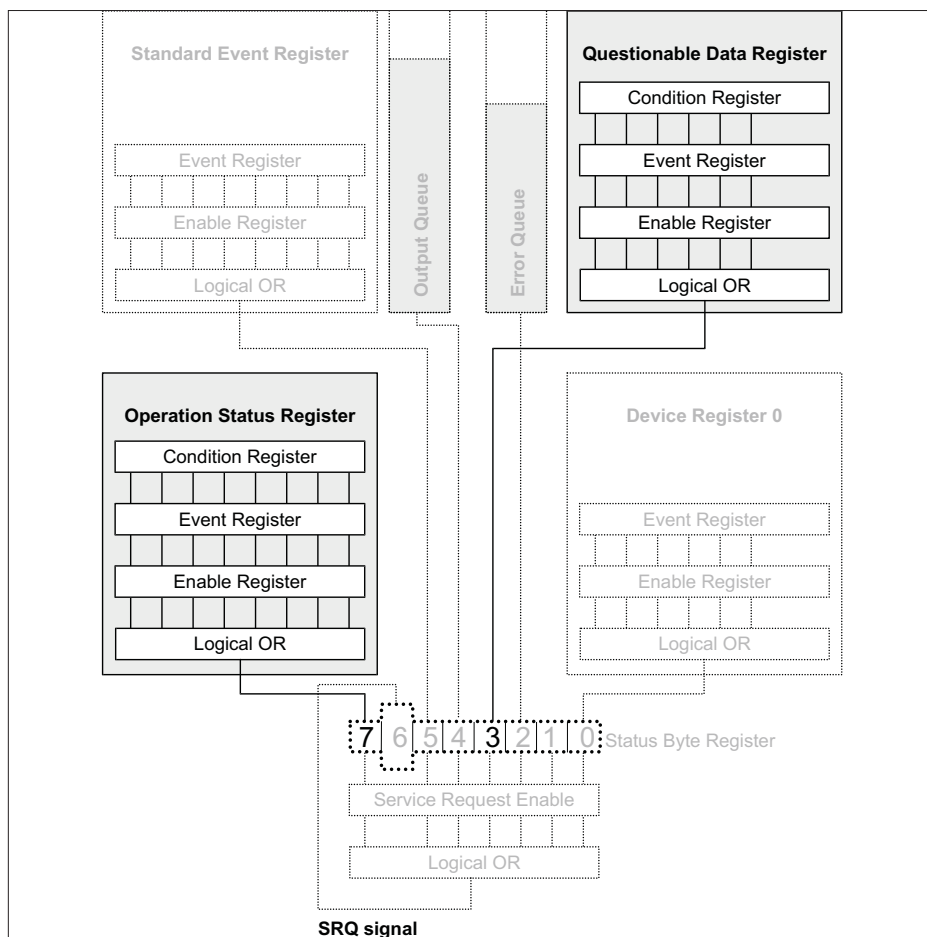 Standard Event Register
Event Register
Enable Register
Logical OR
Output Queue
Error Queue
Questionable Data Register
Condition Register
Event Register
Enable Register
Logical OR
Operation Status Register
Condition Register
Event Register
Enable Register
Logical OR
Device Register 0
Event Register
Enable Register
Logical OR
7 6 5 4 3 2 1 0 Status Byte Register
Service Request Enable
Logical OR
SRQ signal